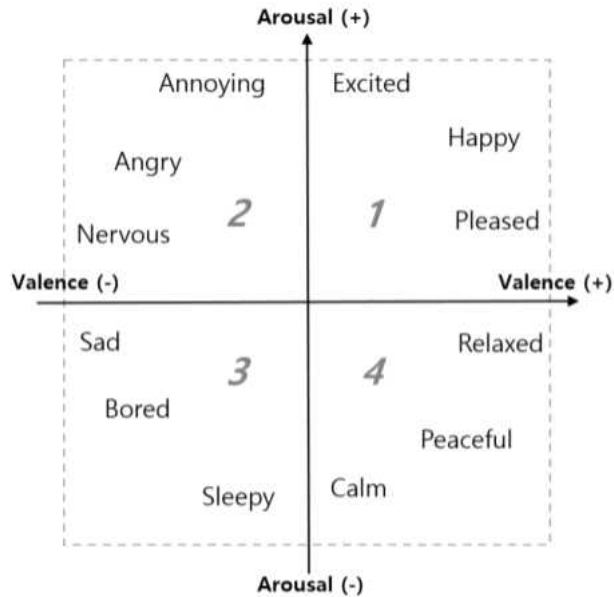 Arousal (+)
Annoying Excited
Happy
Angry
2 1
Pleased
Nervous
Valence (-) Valence (+)
Sad Relaxed
3 4
Bored
Peaceful
Sleepy Calm
Arousal (-)